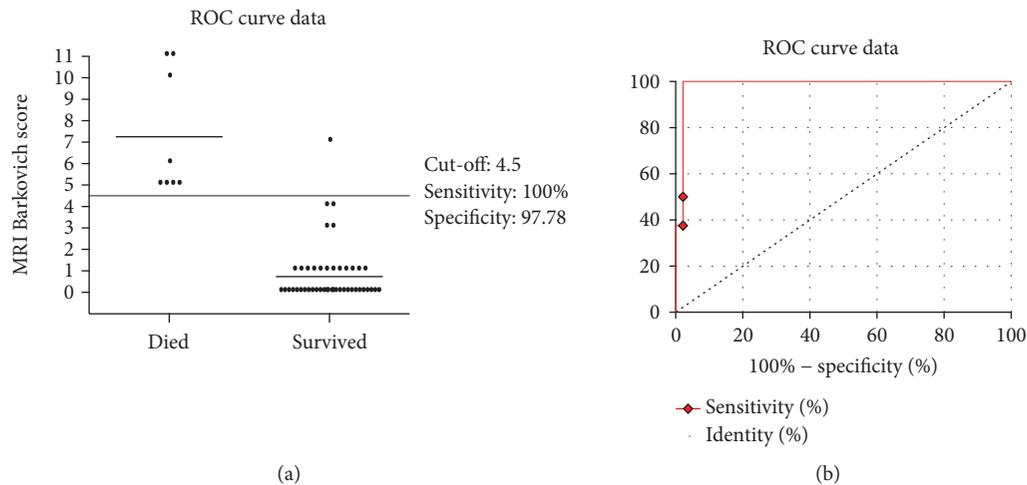 ROC curve data
MRI Barkovich score
11
10
9
8
7
6
5
4
3
2
1
0
Died Survived
Cut-off: 4.5
Sensitivity: 100%
Specificity: 97.78
(a)
ROC curve data
100
80
60
40
20
0
0 20 40 60 80 100
100% − specificity (%)
Sensitivity (%)
Identity (%)
(b)